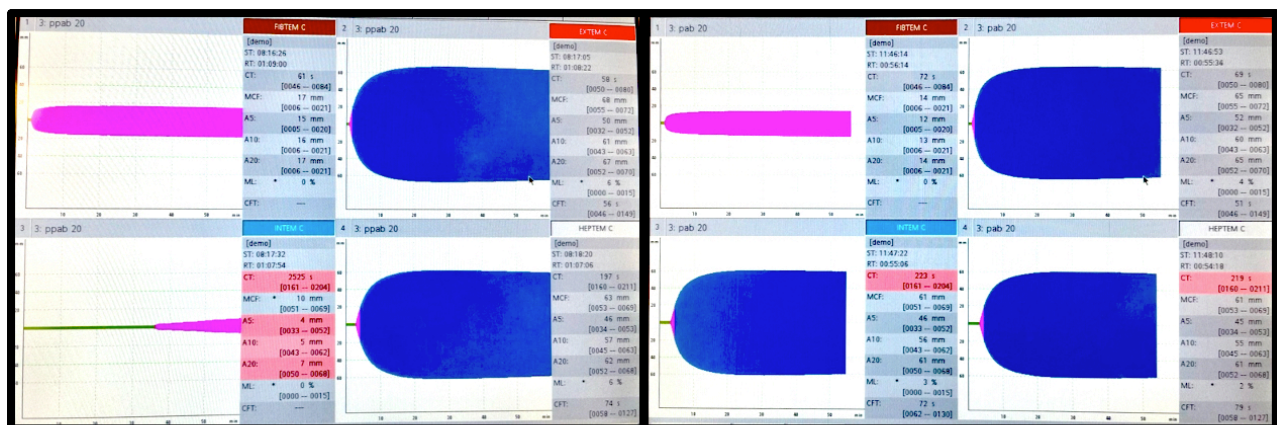 1 3: ppab 20
FIBTEM C
[demo]
ST: 08:16:26
RT: 01:09:00
CT: 61 s
[0046 — 0084]
MCF: 17 mm
[0006 — 0021]
A5: 15 mm
[0005 — 0020]
A10: 16 mm
[0006 — 0021]
A20: 17 mm
[0006 — 0021]
ML: * 0 %
[0000 — 0015]
CFT: ---
2 3: ppab 20
EXTEM C
[demo]
ST: 08:17:05
RT: 01:08:22
CT: 58 s
[0050 — 0080]
MCF: 68 mm
[0055 — 0072]
A5: 50 mm
[0032 — 0052]
A10: 61 mm
[0043 — 0063]
A20: 67 mm
[0052 — 0070]
ML: * 6 %
[0000 — 0015]
CFT: 56 s
[0046 — 0149]
3 3: ppab 20
INTEM C
[demo]
ST: 08:17:32
RT: 01:07:54
CT: 2525 s
[0161 — 0204]
MCF: * 10 mm
[0051 — 0069]
A5: 4 mm
[0033 — 0052]
A10: 5 mm
[0043 — 0062]
A20: 7 mm
[0050 — 0068]
ML: * 0 %
[0000 — 0015]
CFT: ---
4 3: ppab 20
HEPTEM C
[demo]
ST: 08:18:20
RT: 01:07:06
CT: 197 s
[0160 — 0211]
MCF: 63 mm
[0053 — 0069]
A5: 46 mm
[0034 — 0053]
A10: 57 mm
[0045 — 0063]
A20: 62 mm
[0052 — 0068]
ML: * 6 %
CFT: 74 s
[0058 — 0127]
1 3: pab 20
FIBTEM C
[demo]
ST: 11:46:14
RT: 00:56:14
CT: 72 s
[0046 — 0084]
MCF: 14 mm
[0006 — 0021]
A5: 12 mm
[0005 — 0020]
A10: 13 mm
[0006 — 0021]
A20: 14 mm
[0006 — 0021]
ML: * 0 %
[0000 — 0015]
CFT: ---
2 3: pab 20
EXTEM C
[demo]
ST: 11:46:53
RT: 00:55:36
CT: 69 s
[0050 — 0080]
MCF: 65 mm
[0055 — 0072]
A5: 52 mm
[0032 — 0052]
A10: 60 mm
[0043 — 0063]
A20: 65 mm
[0052 — 0070]
ML: * 4 %
[0000 — 0015]
CFT: 51 s
[0046 — 0149]
3 3: pab 20
INTEM C
[demo]
ST: 11:47:22
RT: 00:55:06
CT: 223 s
[0161 — 0204]
MCF: 61 mm
[0051 — 0069]
A5: 46 mm
[0033 — 0052]
A10: 56 mm
[0043 — 0062]
A20: 61 mm
[0050 — 0068]
ML: * 3 %
[0000 — 0015]
CFT: 72 s
[0062 — 0130]
4 3: pab 20
HEPTEM C
[demo]
ST: 11:48:10
RT: 00:54:18
CT: 219 s
[0160 — 0211]
MCF: 61 mm
[0053 — 0069]
A5: 45 mm
[0034 — 0053]
A10: 55 mm
[0045 — 0063]
A20: 61 mm
[0052 — 0068]
ML: * 2 %
CFT: 79 s
[0058 — 0127]